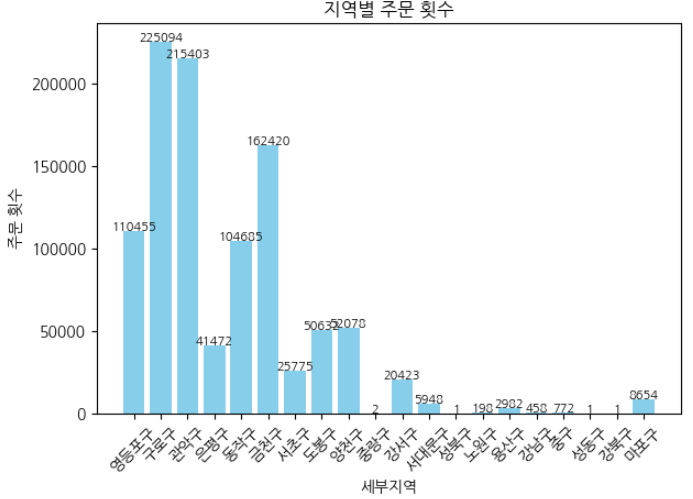 지역별 주문 횟수
주문 횟수
200000
150000
100000
50000
0
110455
225094
215403
41472
104685
162420
25775
50632
52078
2
20423
5948
1
198
2982
458
772
1
1
8654
영등포구
구로구
관악구
은평구
동작구
금천구
서초구
도봉구
양천구
중랑구
강서구
서대문구
성북구
노원구
용산구
강남구
중구
성동구
강북구
마포구
세부지역